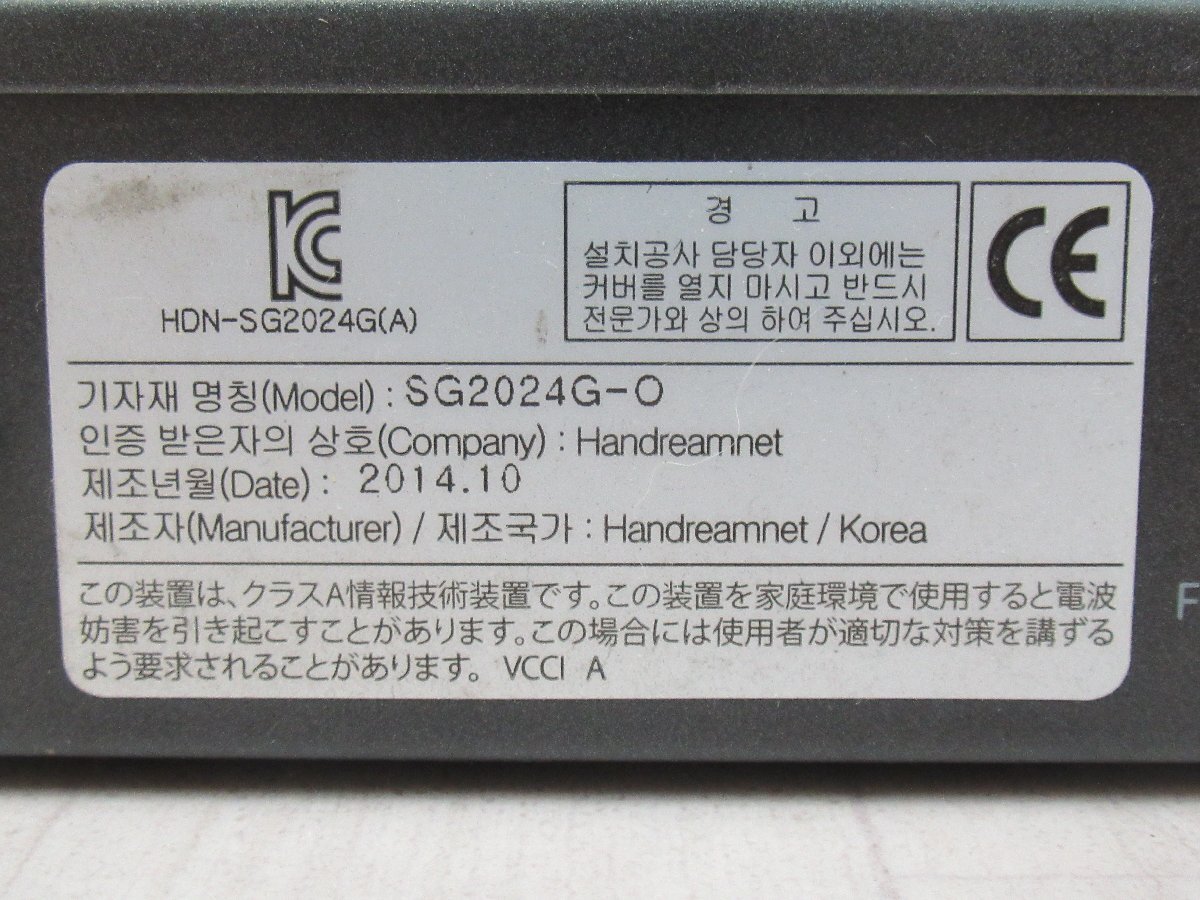 KC
HDN-SG2024G(A)
경 고
설치공사 담당자 이외에는
커버를 열지 마시고 반드시
전문가와 상의 하여 주십시오.
CE
기자재 명칭(Model) : SG2024G-O
인증 받은자의 상호(Company) : Handreamnet
제조년월(Date) : 2014.10
제조자(Manufacturer) / 제조국가 : Handreamnet / Korea
この装置は、クラスA情報技術装置です。この装置を家庭環境で使用すると電波
妨害を引き起こすことがあります。この場合には使用者が適切な対策を講ずる
よう要求されることがあります。 VCCI A
F